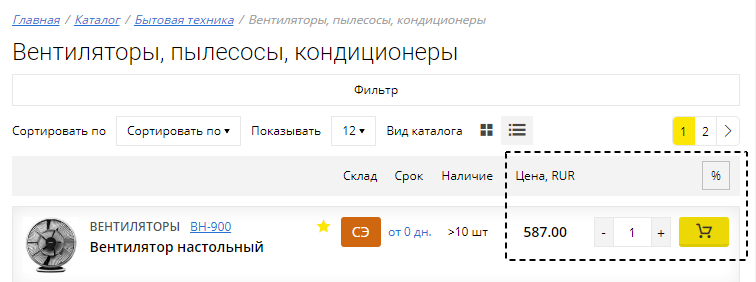 Главная / Каталог / Бытовая техника / Вентиляторы, пылесосы, кондиционеры
Вентиляторы, пылесосы, кондиционеры
Фильтр
Сортировать по Сортировать по Показывать 12 Вид каталога 1 2
Склад Срок Наличие Цена, RUR %
ВЕНТИЛЯТОРЫ ВН-900
Вентилятор настольный
СЭ от 0 дн. >10 шт 587.00 - 1 +